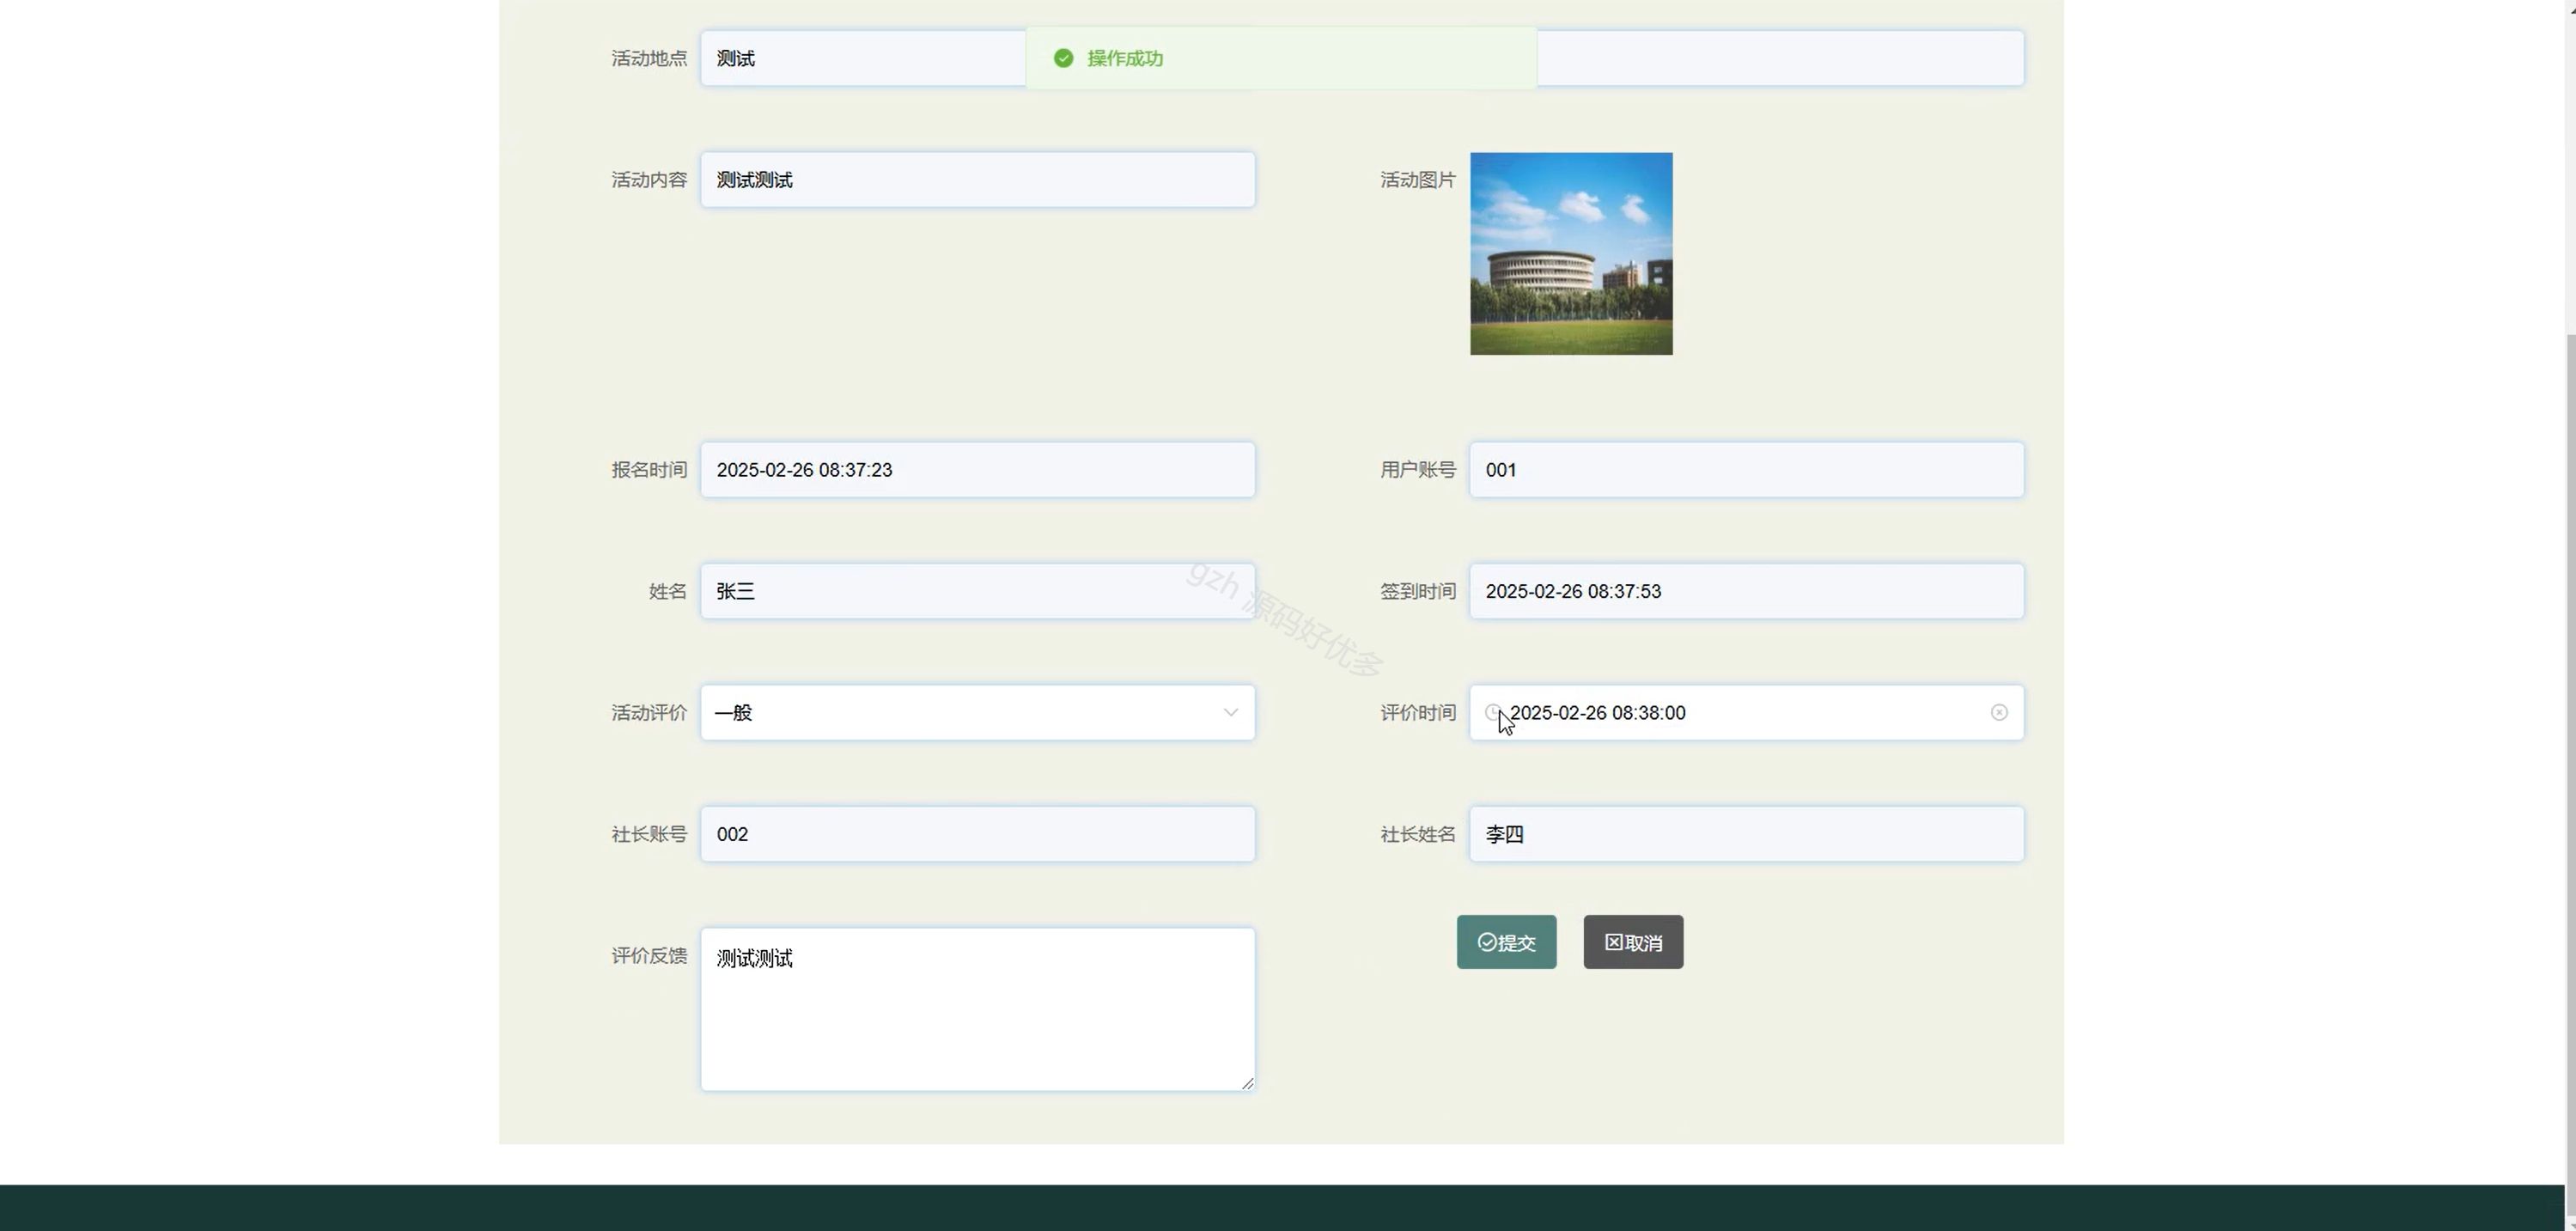 活动地点 测试
操作成功
活动内容 测试测试
活动图片
报名时间 2025-02-26 08:37:23
用户账号 001
姓名 张三
签到时间 2025-02-26 08:37:53
gzh 源码好优多
活动评价 一般
评价时间 2025-02-26 08:38:00
社长账号 002
社长姓名 李四
评价反馈 测试测试
提交 取消